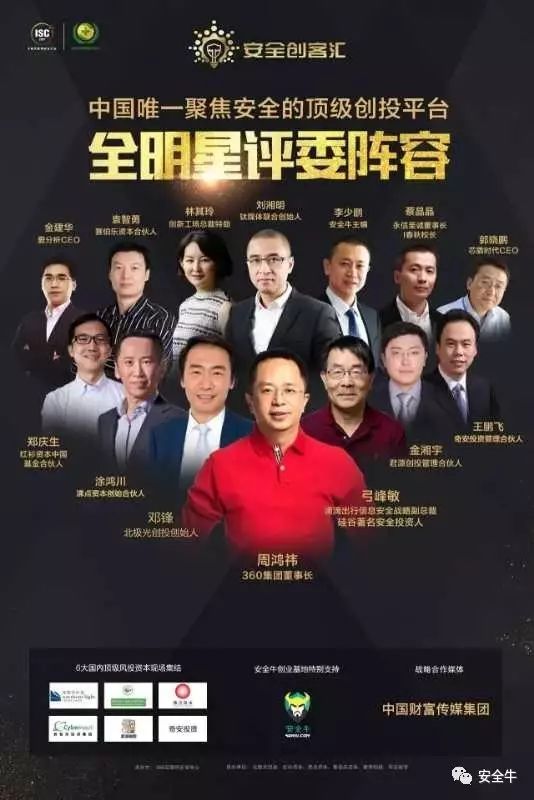 ISC
安全创客汇
中国唯一聚焦安全的顶级创投平台
全明星评委阵容
金建华
爱分析CEO
袁智勇
赛伯乐资本合伙人
林其玲
创新工场总裁特助
刘湘明
钛媒体联合创始人
李少鹏
安全牛主编
蔡晶晶
永信至诚董事长
i春秋校长
郭晓鹏
芯盾时代CEO
郑庆生
红杉资本中国
基金合伙人
涂鸿川
沸点资本创始合伙人
邓锋
北极光创投创始人
周鸿祎
360集团董事长
弓峰敏
滴滴出行信息安全战略副总裁
硅谷著名安全投资人
金湘宇
君源创投管理合伙人
王鹏飞
奇安投资管理合伙人
6大国内顶级风投资本现场集结
安全牛创业基地特别支持
战略合作媒体
奇安投资
安全牛
中国财富传媒集团
安全牛